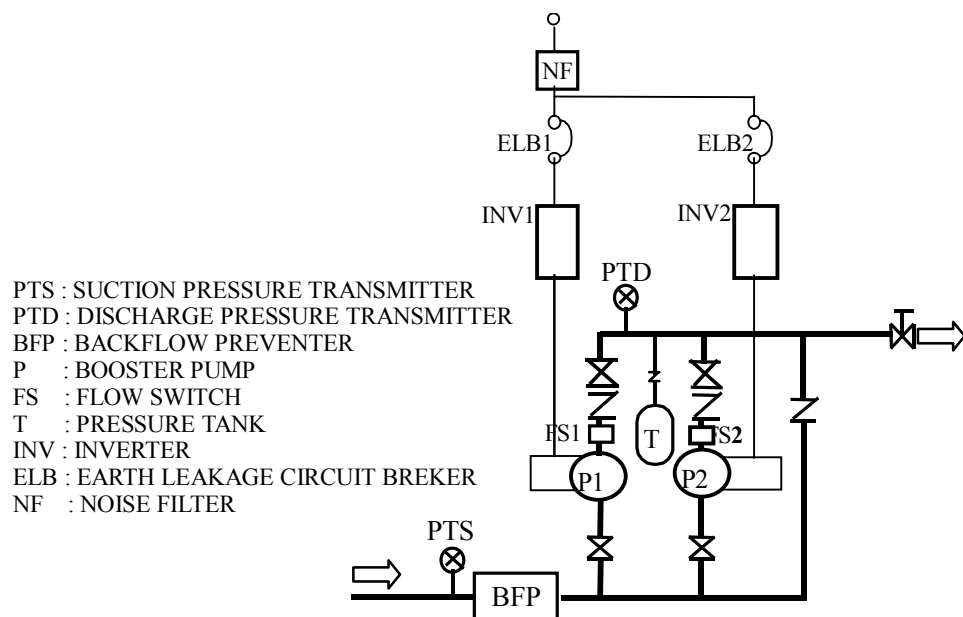 NF
ELB1
ELB2
INV1
INV2
PTD
PTS : SUCTION PRESSURE TRANSMITTER
PTD : DISCHARGE PRESSURE TRANSMITTER
BFP : BACKFLOW PREVENTER
P : BOOSTER PUMP
FS : FLOW SWITCH
T : PRESSURE TANK
INV : INVERTER
ELB : EARTH LEAKAGE CIRCUIT BREKER
NF : NOISE FILTER
FS1
T
FS2
P1
P2
PTS
BFP